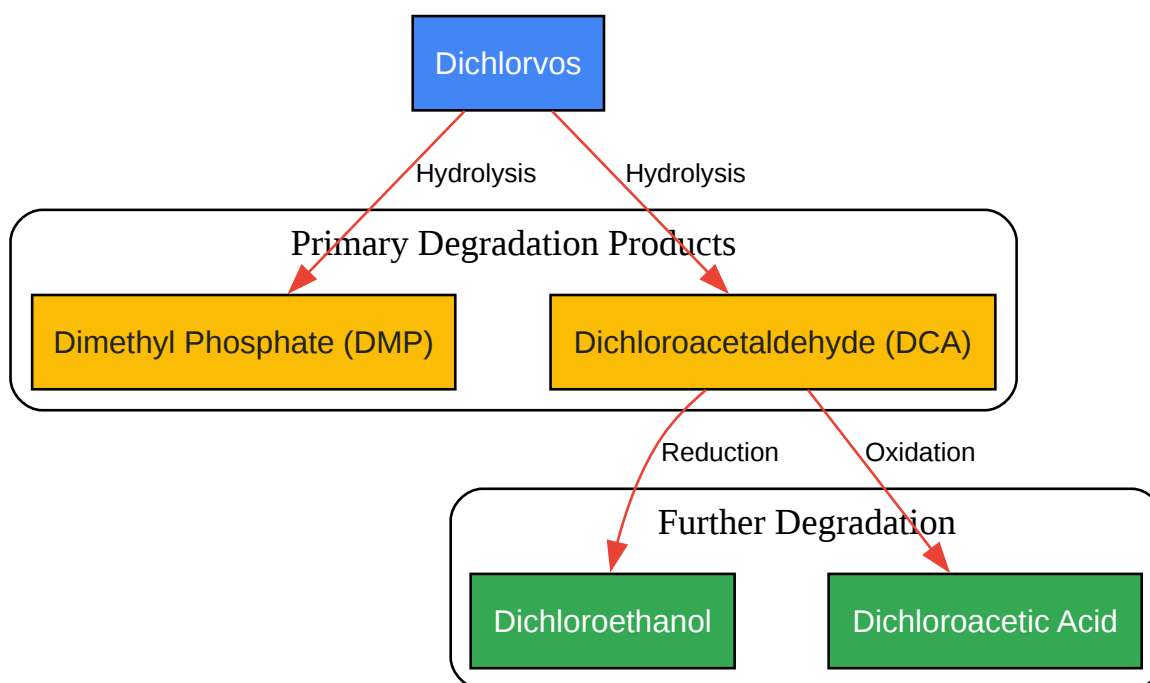 Dichlorvos
Hydrolysis
Hydrolysis
Primary Degradation Products
Dimethyl Phosphate (DMP)
Dichloroacetaldehyde (DCA)
Reduction
Oxidation
Further Degradation
Dichloroethanol
Dichloroacetic Acid